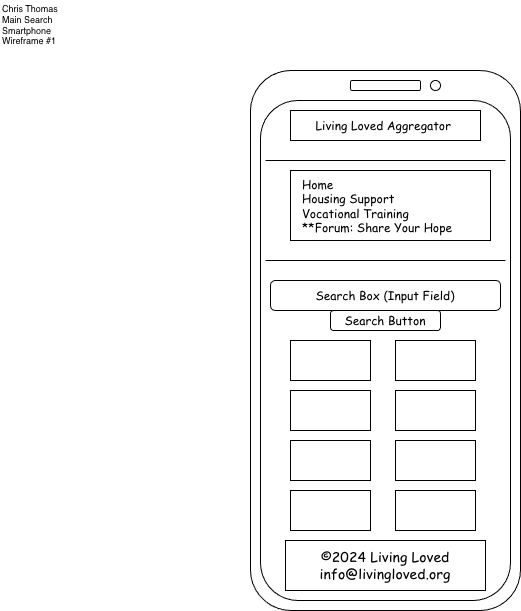 Chris Thomas
Main Search
Smartphone
Wireframe #1
Living Loved Aggregator
Home
Housing Support
Vocational Training
**Forum: Share Your Hope
Search Box (Input Field)
Search Button
©2024 Living Loved
info@livingloved.org